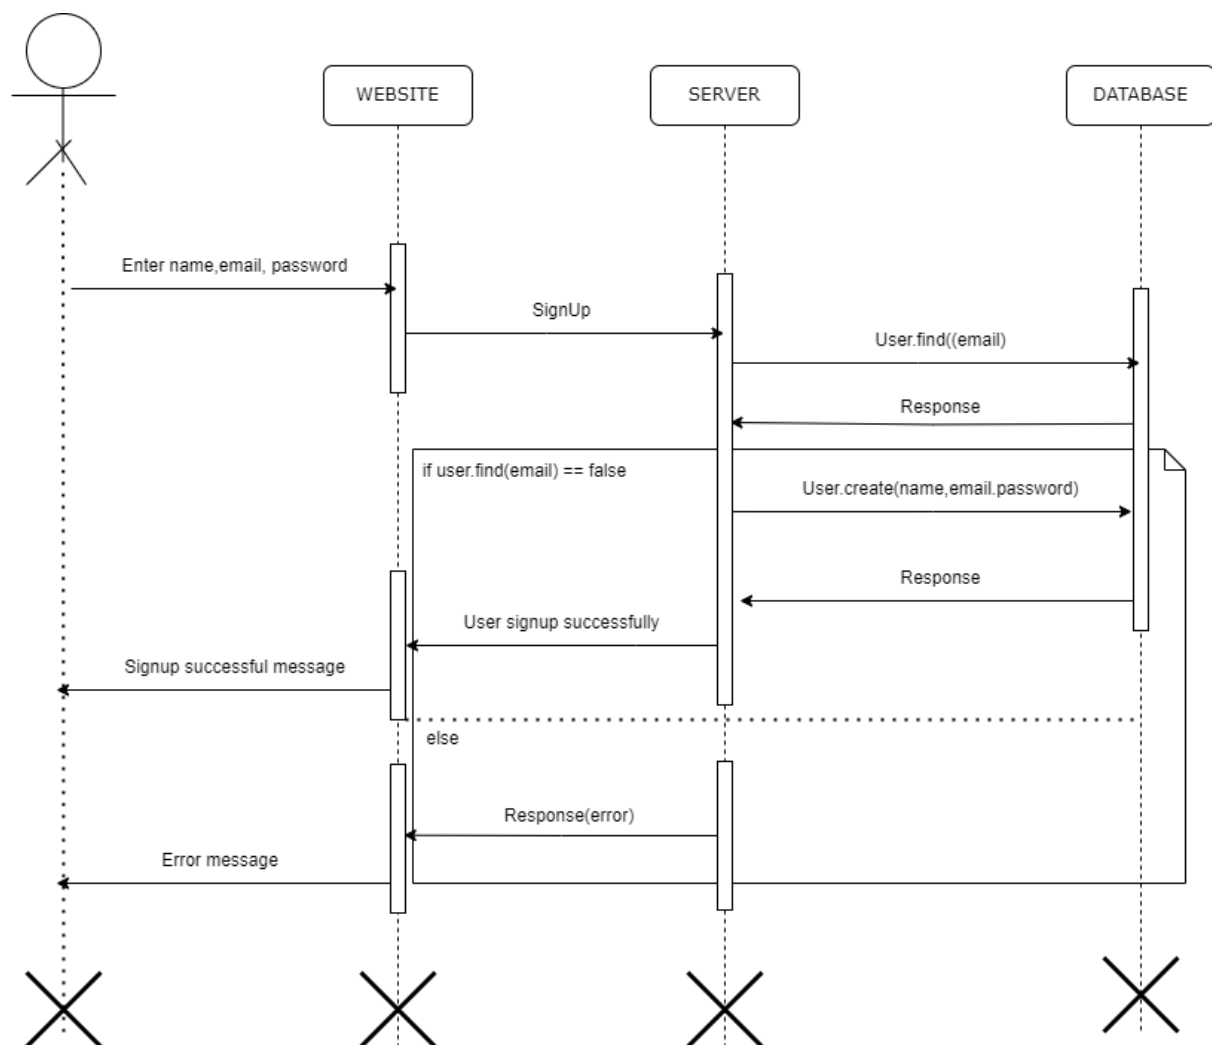 WEBSITE
SERVER
DATABASE
Enter name,email, password
SignUp
User.find((email)
Response
if user.find(email) == false
User.create(name,email.password)
Response
User signup successfully
Signup successful message
else
Response(error)
Error message